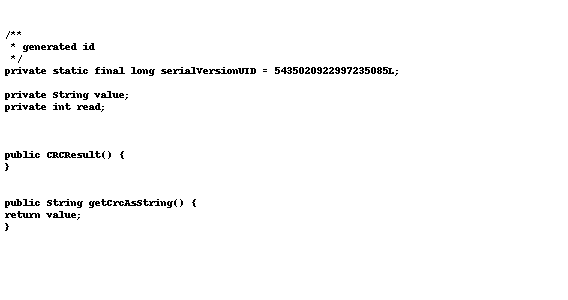 /**
 * generated id
 */
private static final long serialVersionUID = 5435020922997235085L;
private String value;
private int read;
public CRCResult() {
}
public String getCrcAsString() {
return value;
}